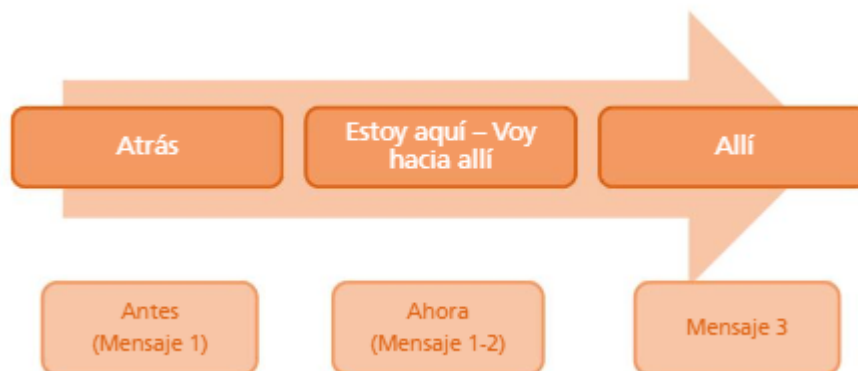 Atrás
Estoy aquí – Voy
hacia allí
Allí
Antes
(Mensaje 1)
Ahora
(Mensaje 1-2)
Mensaje 3